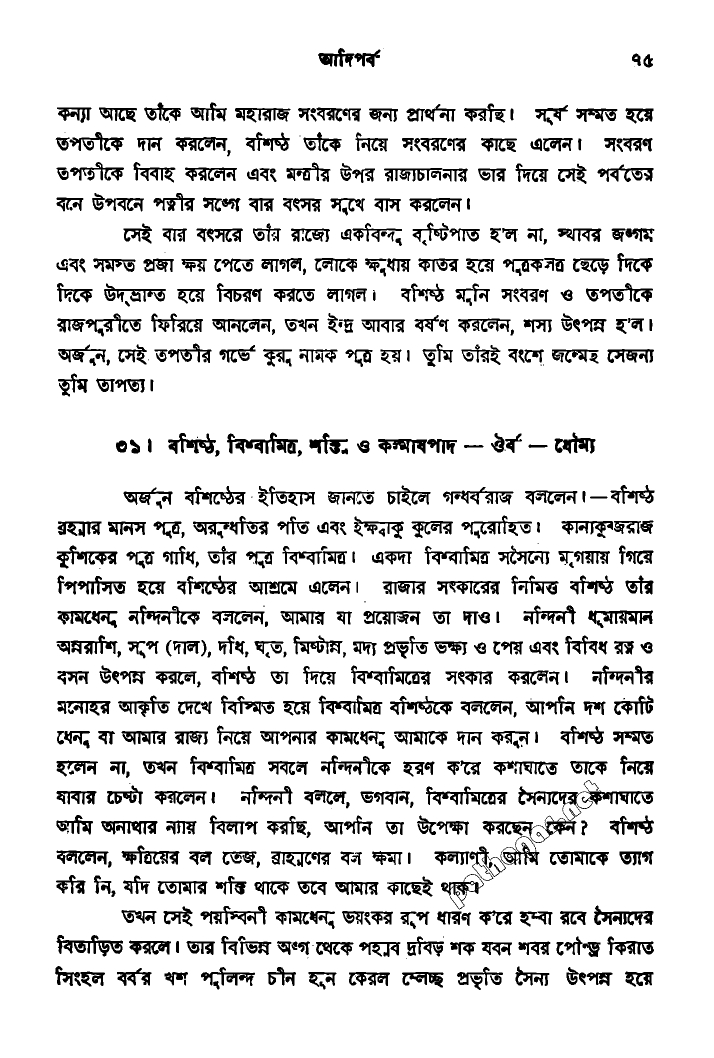 আদিপর্ব ৭৫
কন্যা আছে তাঁকে আমি মহারাজ সংবরণের জন্য প্রার্থনা করছি। সূর্য সম্মত হয়ে
তপতীকে দান করলেন, বশিষ্ঠ তাঁকে নিয়ে সংবরণের কাছে এলেন। সংবরণ
তপতীকে বিবাহ করলেন এবং মন্ত্রীর উপর রাজ্যচালনার ভার দিয়ে সেই পর্বতের
বনে উপবনে পত্নীর সঙ্গে বার বৎসর সুখে বাস করলেন।
সেই বার বৎসরে তাঁর রাজ্যে একবিন্দু বৃষ্টিপাত হ'ল না, স্থাবর জঙ্গম
এবং সমস্ত প্রজা ক্ষয় পেতে লাগল, লোকে ক্ষুধায় কাতর হয়ে পুত্রকলত্র ছেড়ে দিকে
দিকে উদ্‌ভ্রান্ত হয়ে বিচরণ করতে লাগল। বশিষ্ঠ মুনি সংবরণ ও তপতীকে
রাজপুরীতে ফিরিয়ে আনলেন, তখন ইন্দ্র আবার বর্ষণ করলেন, শস্য উৎপন্ন হ'ল।
অর্জুন, সেই তপতীর গর্ভে কুরু নামক পুত্র হয়। তুমি তাঁরই বংশে জন্মেছ সেজন্য
তুমি তাপত্য।
৩১। বশিষ্ঠ, বিশ্বামিত্র, শক্ত্রি ও কল্মাষপাদ — ঔর্ব — ধৌম্য
অর্জুন বশিষ্ঠের ইতিহাস জানতে চাইলে গন্ধর্বরাজ বললেন।—বশিষ্ঠ
ব্রহ্মার মানস পুত্র, অরুন্ধতির পতি এবং ইক্ষ্বাকু কুলের পুরোহিত। কান্যকুব্জরাজ
কুশিকের পুত্র গাধি, তাঁর পুত্র বিশ্বামিত্র। একদা বিশ্বামিত্র সসৈন্যে মৃগয়ায় গিয়ে
পিপাসিত হয়ে বশিষ্ঠের আশ্রমে এলেন। রাজার সৎকারের নিমিত্ত বশিষ্ঠ তাঁর
কামধেনু নন্দিনীকে বললেন, আমার যা প্রয়োজন তা দাও। নন্দিনী ধূমায়মান
অন্নরাশি, সূপ (দাল), দধি, ঘৃত, মিষ্টান্ন, মদ্য প্রভৃতি ভক্ষ্য ও পেয় এবং বিবিধ রত্ন ও
বসন উৎপন্ন করলে, বশিষ্ঠ তা দিয়ে বিশ্বামিত্রের সৎকার করলেন। নন্দিনীর
মনোহর আকৃতি দেখে বিস্মিত হয়ে বিশ্বামিত্র বশিষ্ঠকে বললেন, আপনি দশ কোটি
ধেনু বা আমার রাজ্য নিয়ে আপনার কামধেনু আমাকে দান করুন। বশিষ্ঠ সম্মত
হলেন না, তখন বিশ্বামিত্র সবলে নন্দিনীকে হরণ ক'রে কশাঘাতে তাকে নিয়ে
যাবার চেষ্টা করলেন। নন্দিনী বললে, ভগবান, বিশ্বামিত্রের সৈন্যদের কশাঘাতে
আমি অনাথার ন্যায় বিলাপ করছি, আপনি তা উপেক্ষা করছেন কেন? বশিষ্ঠ
বললেন, ক্ষত্রিয়ের বল তেজ, ব্রাহ্মণের বল ক্ষমা। কল্যাণী, আমি তোমাকে ত্যাগ
করি নি, যদি তোমার শক্তি থাকে তবে আমার কাছেই থাক।
তখন সেই পয়স্বিনী কামধেনু ভয়ংকর রূপ ধারণ ক'রে হম্বা রবে সৈন্যদের
বিতাড়িত করলে। তার বিভিন্ন অঙ্গ থেকে পহ্লব দ্রবিড় শক যবন শবর পৌণ্ড্র কিরাত
সিংহল বর্বর খশ পুলিন্দ চীন হূন কেরল ম্লেচ্ছ প্রভৃতি সৈন্য উৎপন্ন হয়ে
pathagar.net